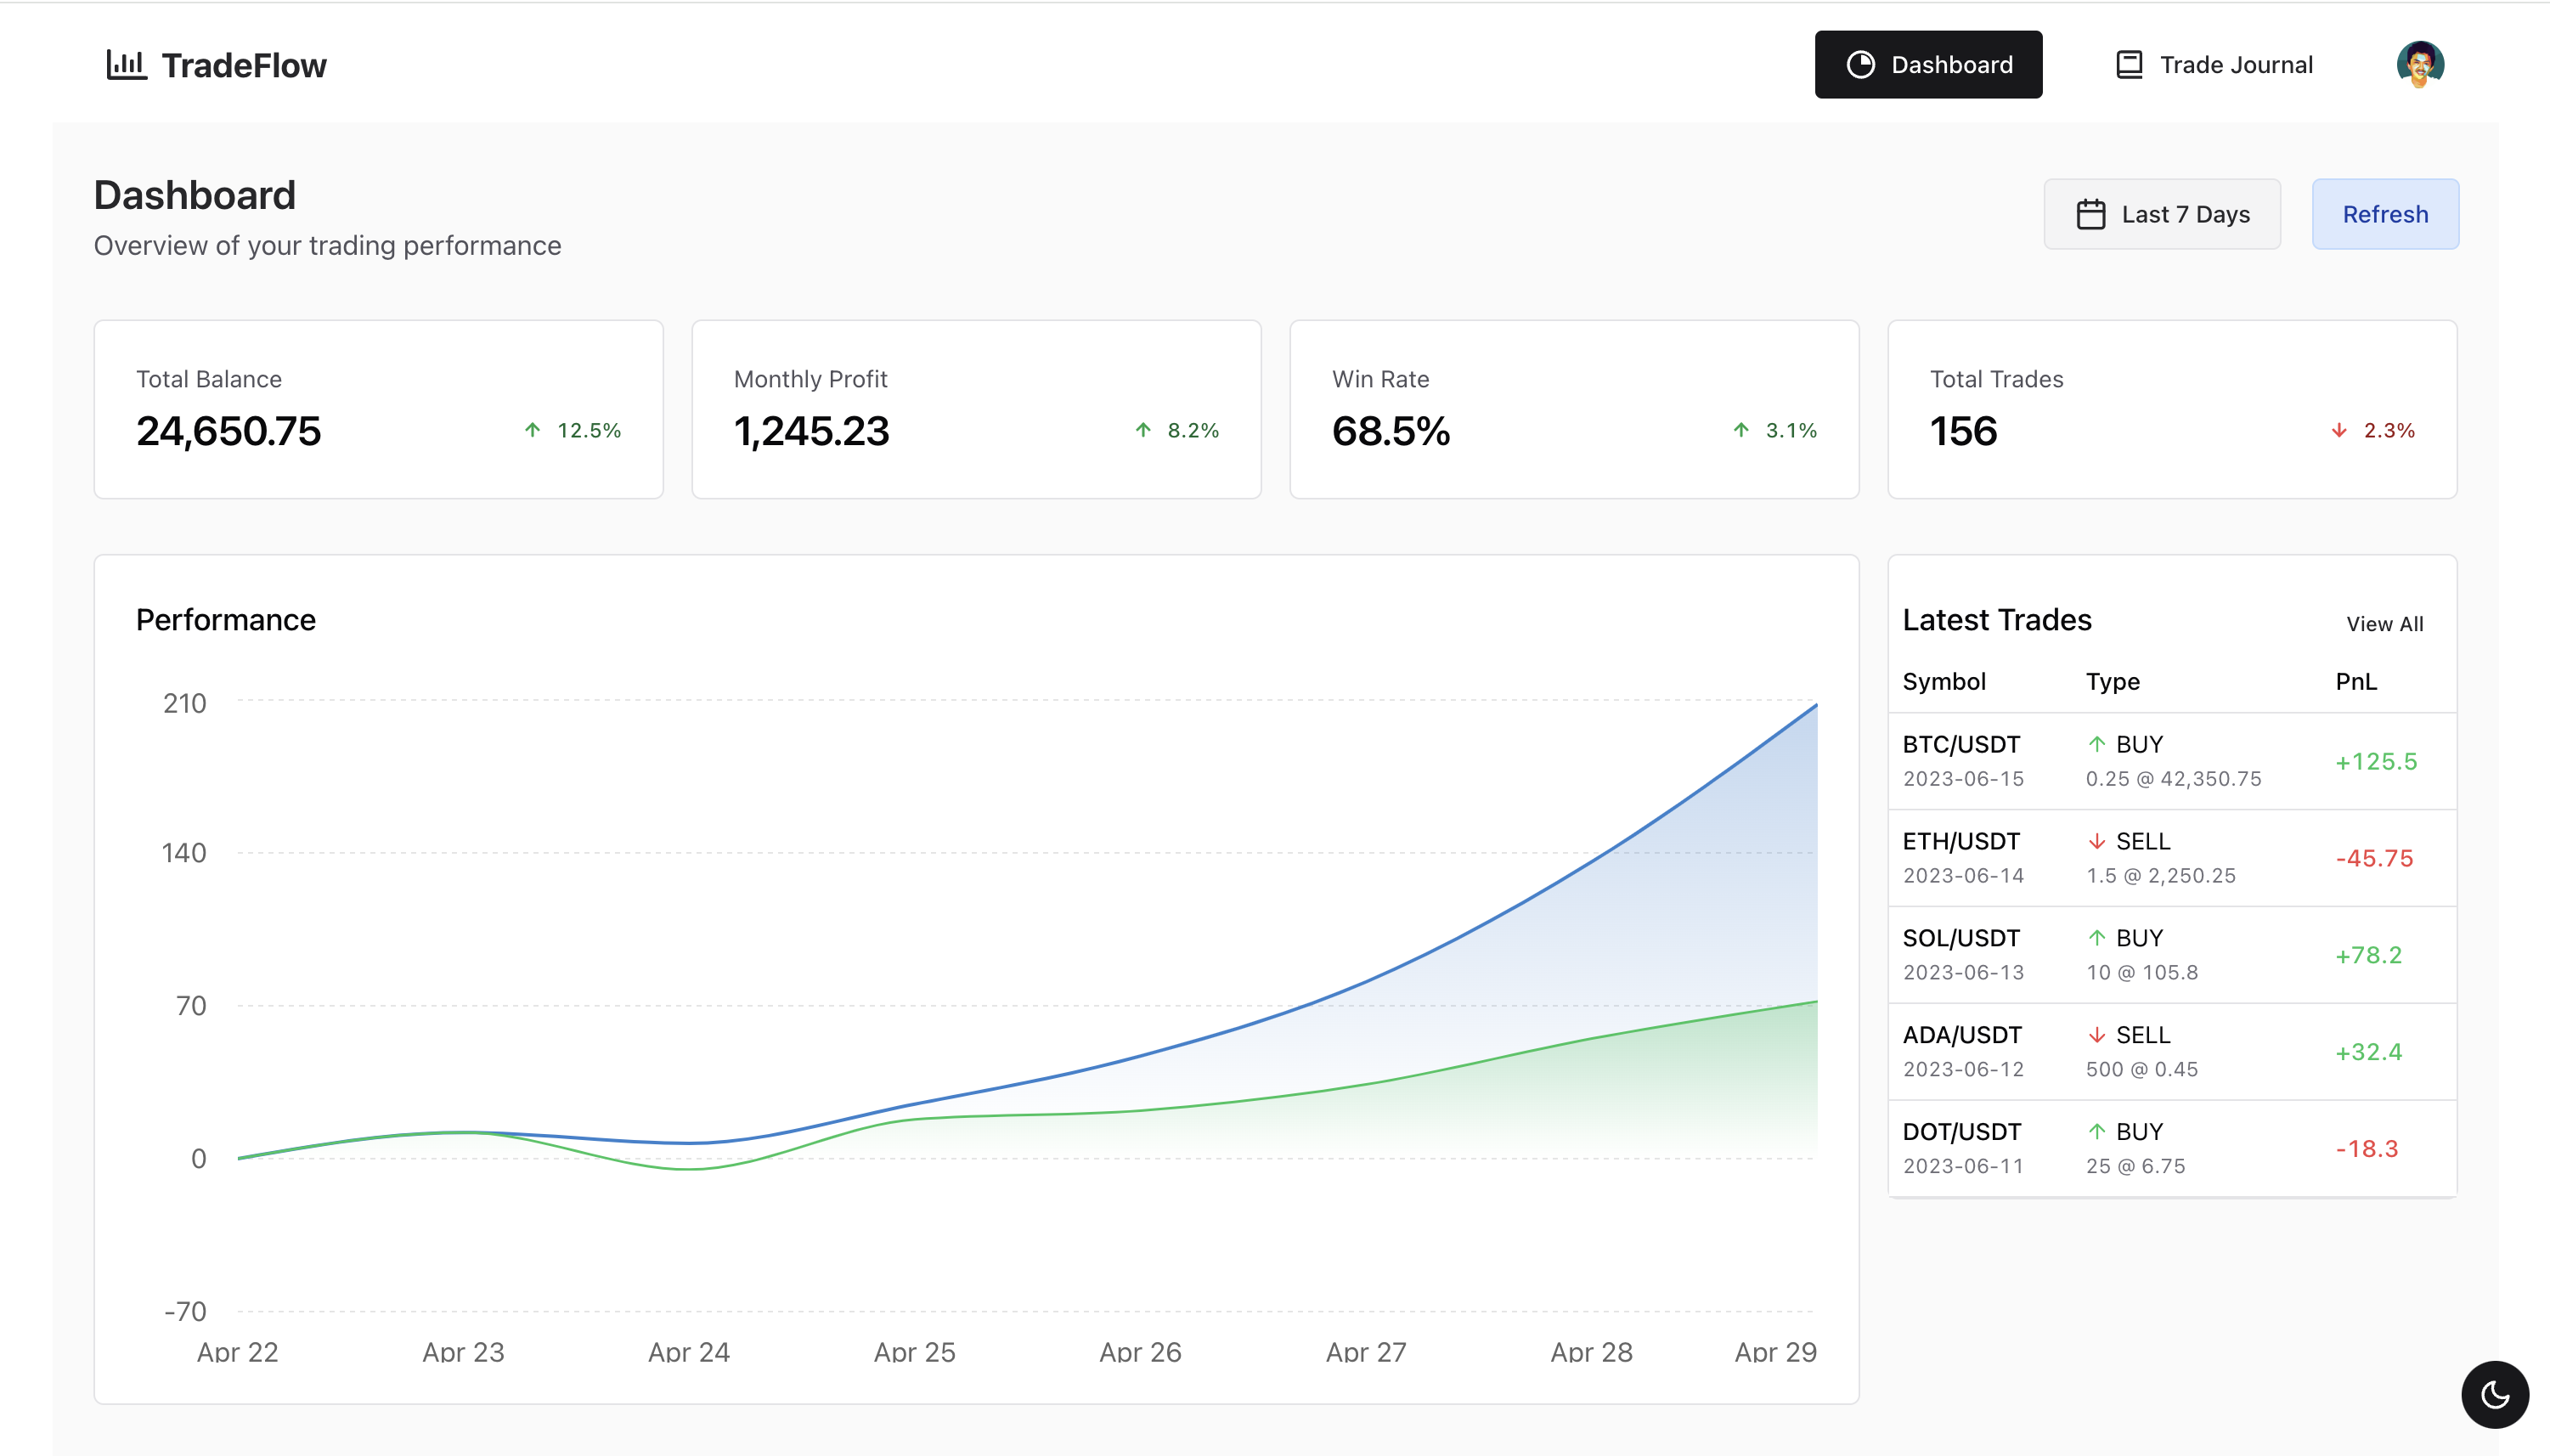 TradeFlow
Dashboard
Trade Journal
Dashboard
Overview of your trading performance
Last 7 Days
Refresh
Total Balance
24,650.75
12.5%
Monthly Profit
1,245.23
8.2%
Win Rate
68.5%
3.1%
Total Trades
156
2.3%
Performance
210
140
70
0
-70
Apr 22
Apr 23
Apr 24
Apr 25
Apr 26
Apr 27
Apr 28
Apr 29
Latest Trades
View All
Symbol Type PnL
BTC/USDT BUY
+125.5
2023-06-15 0.25 @ 42,350.75
ETH/USDT SELL
-45.75
2023-06-14 1.5 @ 2,250.25
SOL/USDT BUY
+78.2
2023-06-13 10 @ 105.8
ADA/USDT SELL
+32.4
2023-06-12 500 @ 0.45
DOT/USDT BUY
-18.3
2023-06-11 25 @ 6.75